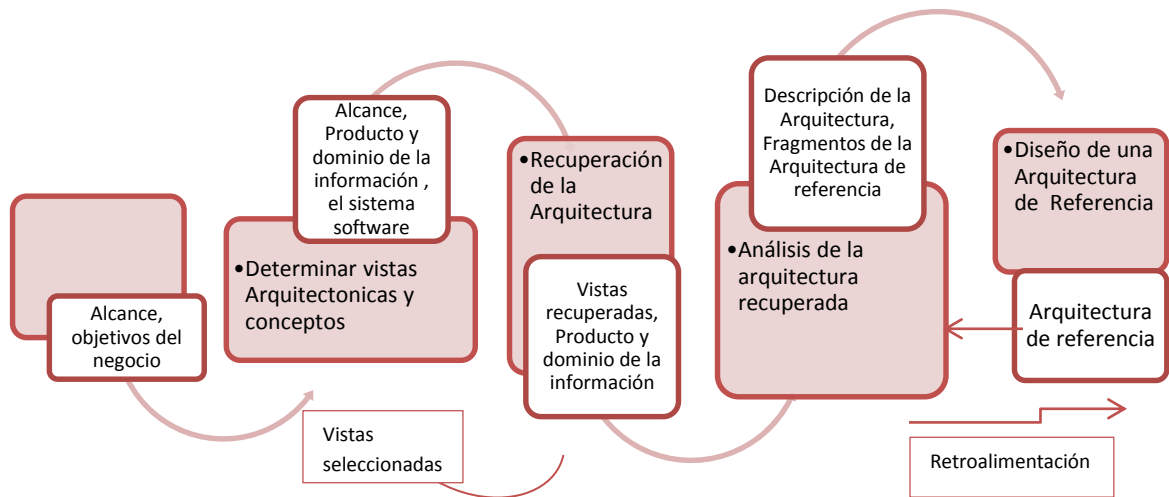 Alcance,
objetivos del
negocio
Alcance,
Producto y
dominio de la
información ,
el sistema
software
•Determinar vistas
Arquitectonicas y
conceptos
Vistas
seleccionadas
•Recuperación
de la
Arquitectura
Vistas
recuperadas,
Producto y
dominio de la
información
Descripción de la
Arquitectura,
Fragmentos de la
Arquitectura de
referencia
•Análisis de la
arquitectura
recuperada
•Diseño de una
Arquitectura
de Referencia
Arquitectura
de referencia
Retroalimentación